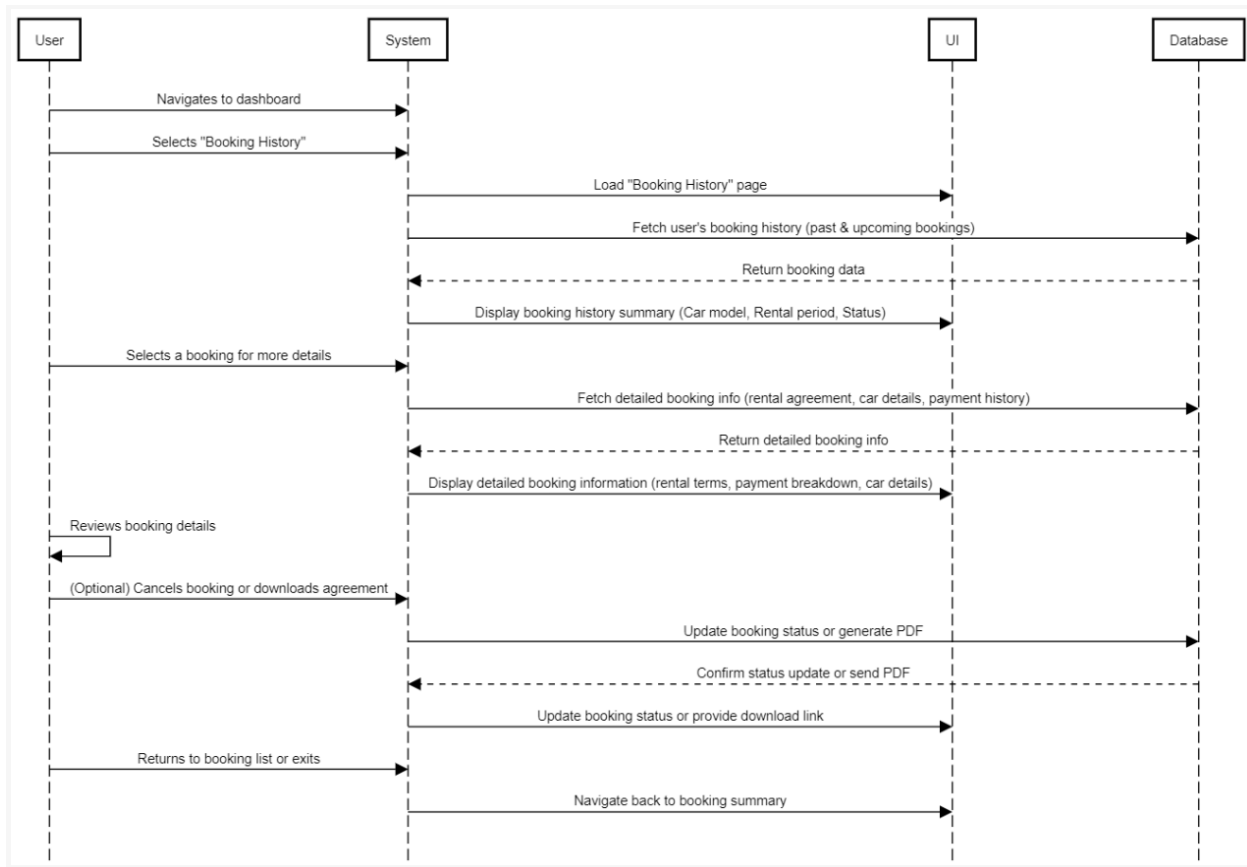 User
System
UI
Database
Navigates to dashboard
Selects "Booking History"
Load "Booking History" page
Fetch user's booking history (past & upcoming bookings)
Return booking data
Display booking history summary (Car model, Rental period, Status)
Selects a booking for more details
Fetch detailed booking info (rental agreement, car details, payment history)
Return detailed booking info
Display detailed booking information (rental terms, payment breakdown, car details)
Reviews booking details
(Optional) Cancels booking or downloads agreement
Update booking status or generate PDF
Confirm status update or send PDF
Update booking status or provide download link
Returns to booking list or exits
Navigate back to booking summary